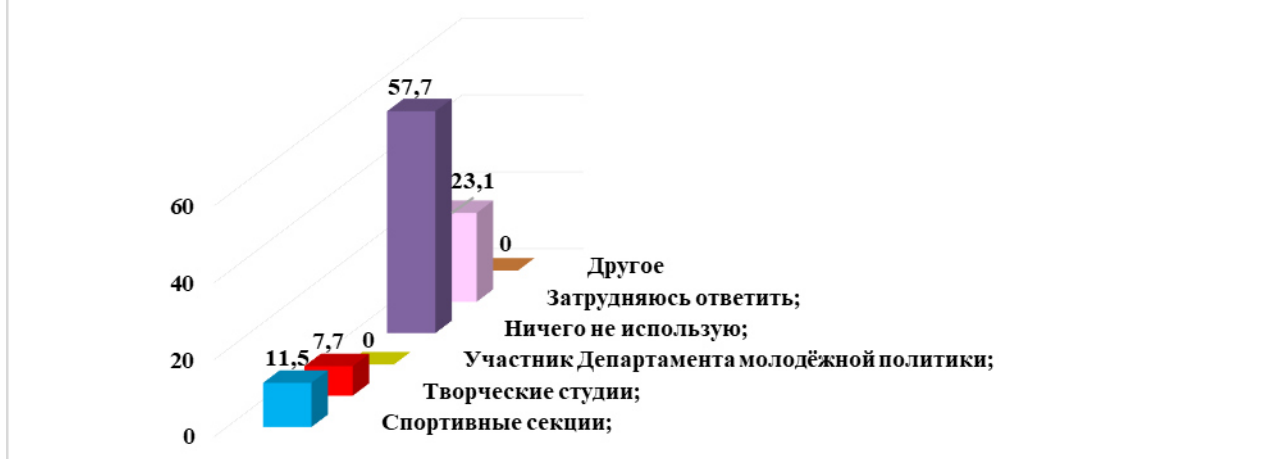 57,7
23,1
0
60
40
20
0
11,5
7,7
0
Другое
Затрудняюсь ответить;
Ничего не использую;
Участник Департамента молодёжной политики;
Творческие студии;
Спортивные секции;